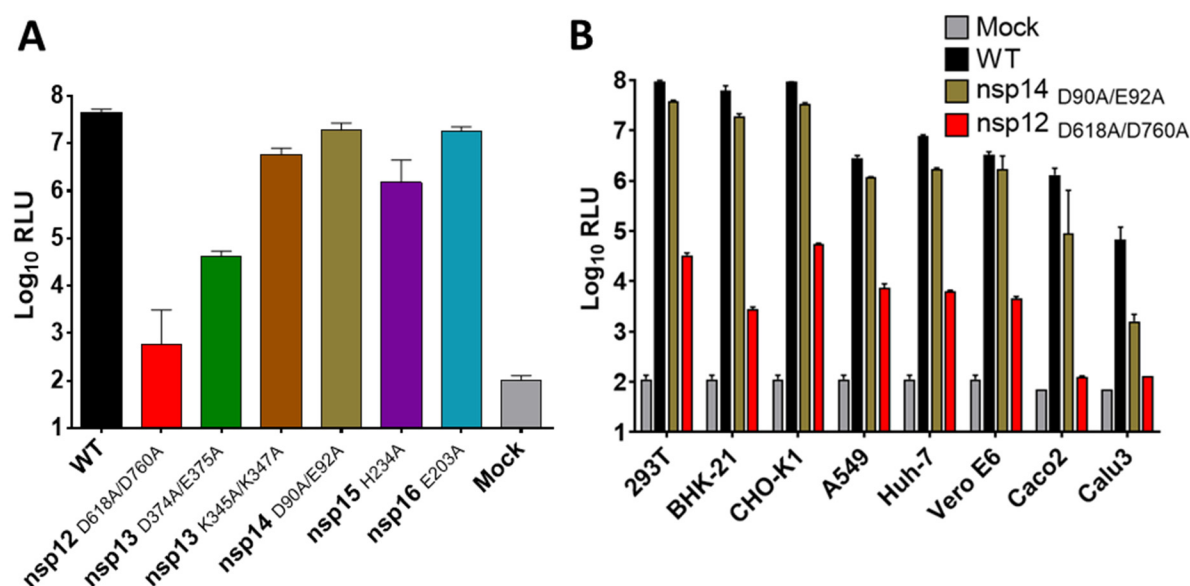 A
Log10 RLU
8
7
6
5
4
3
2
1
WT
nsp12 D618A/D760A
nsp13 D374A/E375A
nsp13 K345A/K347A
nsp14 D90A/E92A
nsp15 H234A
nsp16 E203A
Mock
B
Mock
WT
nsp14 D90A/E92A
nsp12 D618A/D760A
Log10 RLU
8
7
6
5
4
3
2
1
293T
BHK-21
CHO-K1
A549
Huh-7
Vero E6
Caco2
Calu3